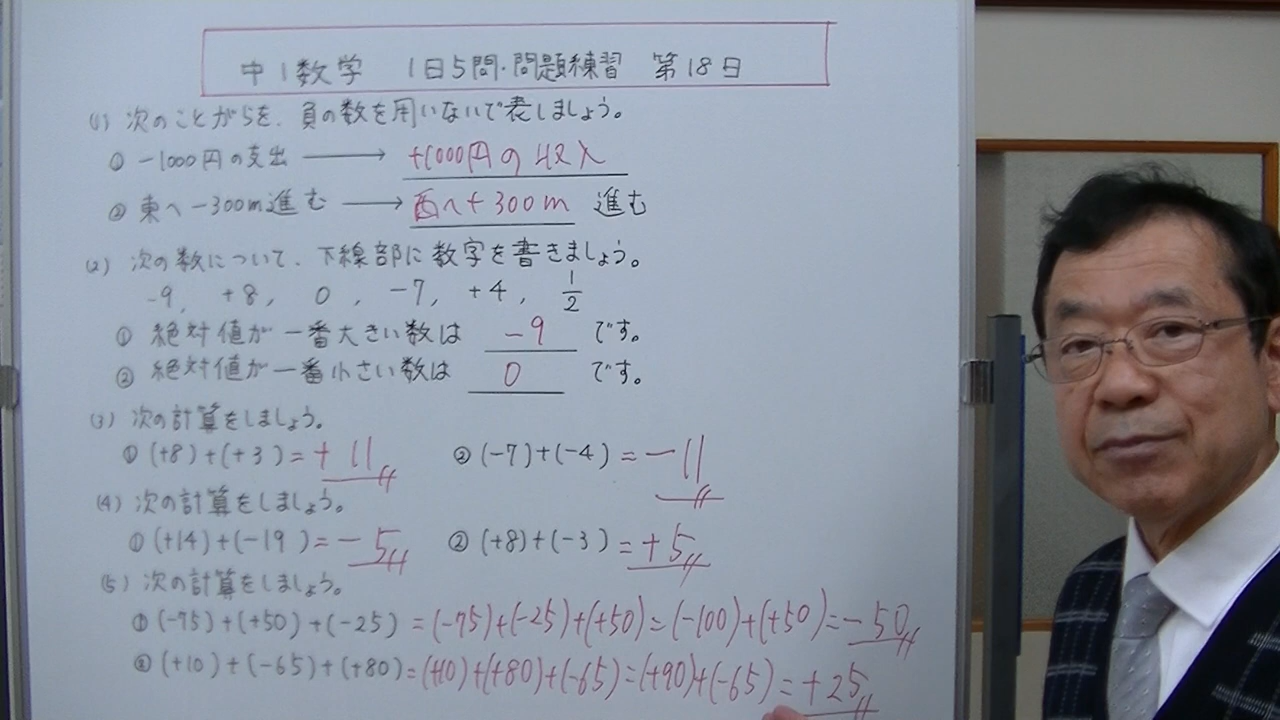 中1数学 1日5問・問題練習 第18日
(1) 次のことがらを、負の数を用いないで表しましょう。
① -1000円の支出 → +1000円の収入
② 東へ-300m進む → 西へ+300m 進む
(2) 次の数について、下線部に数字を書きましょう。
-9, +8, 0, -7, +4, 1/2
① 絶対値が一番大きい数は -9 です。
② 絶対値が一番小さい数は 0 です。
(3) 次の計算をしましょう。
① (+8)+(+3)=+11 ② (-7)+(-4)=-11
(4) 次の計算をしましょう。
① (+14)+(-19)=-5 ② (+8)+(-3)=+5
(5) 次の計算をしましょう。
① (-75)+(+50)+(-25)=(-75)+(-25)+(+50)=(-100)+(+50)=-50
② (+10)+(-65)+(+80)=(+10)+(+80)+(-65)=(+90)+(-65)=+25